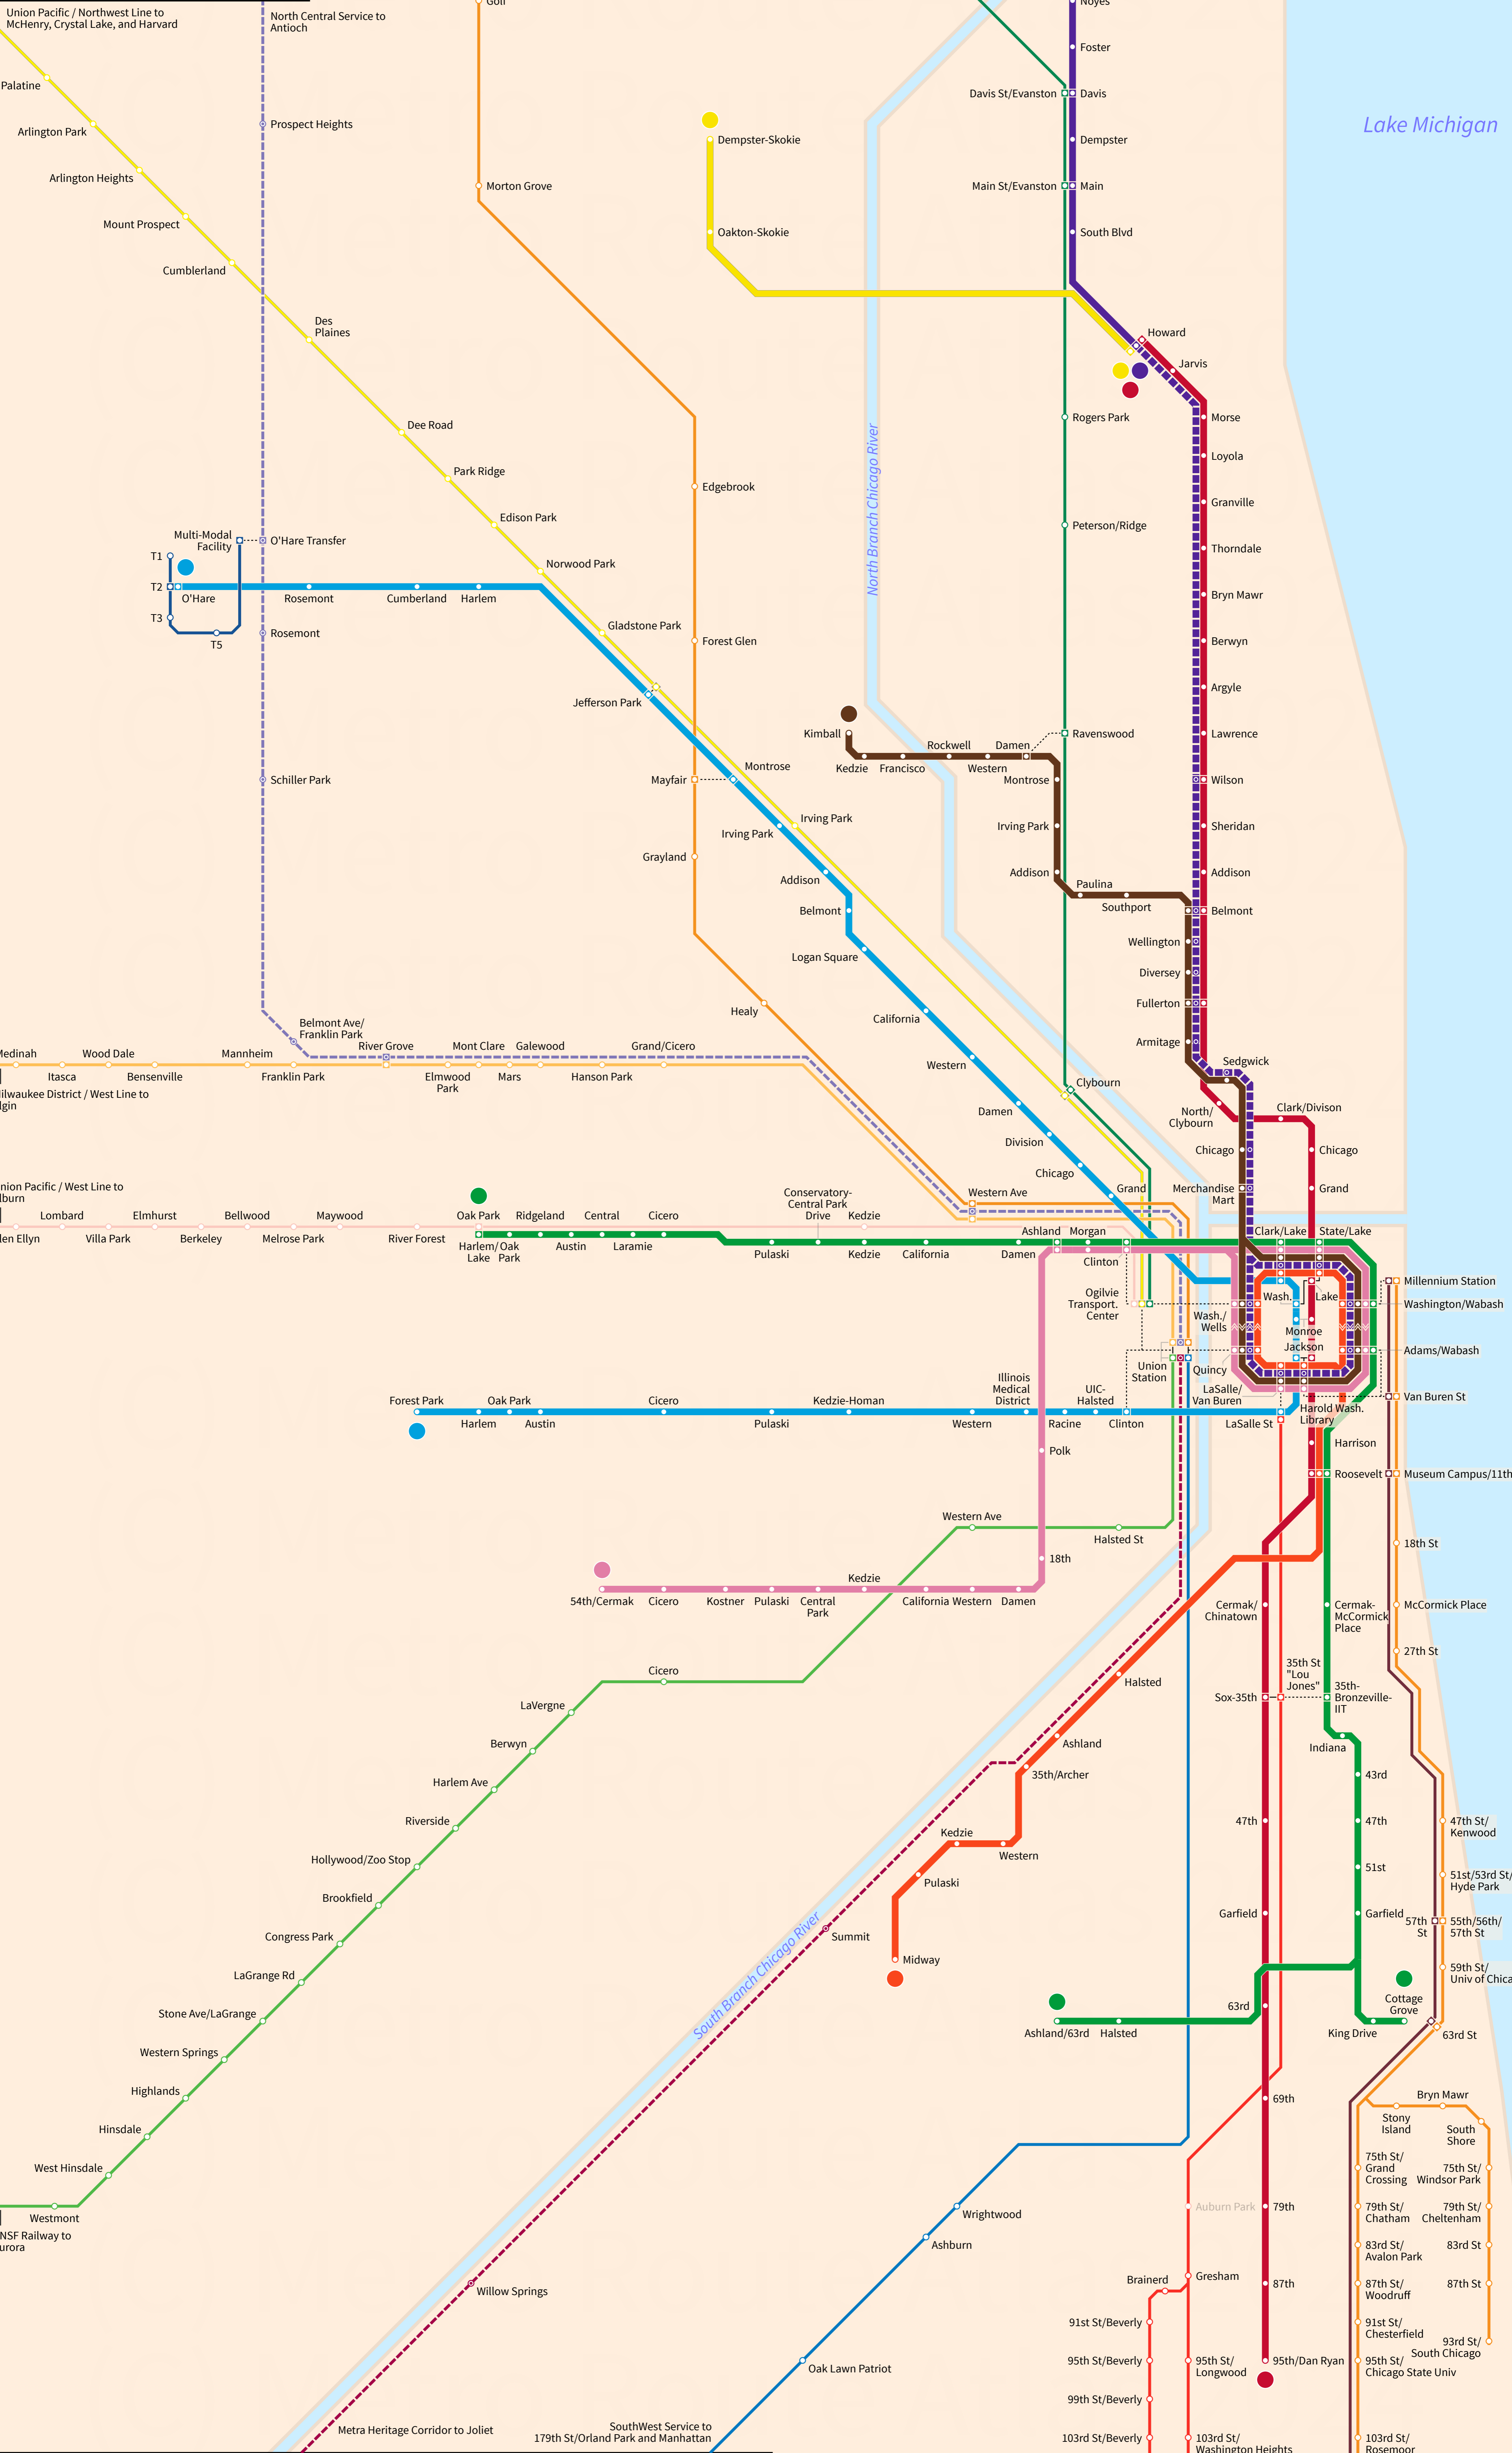 Union Pacific / Northwest Line to
McHenry, Crystal Lake, and Harvard
North Central Service to
Antioch
Golf
Noyes
Foster
Palatine
Arlington Park
Arlington Heights
Mount Prospect
Cumblerland
Des
Plaines
Dee Road
Park Ridge
Edison Park
Norwood Park
Gladstone Park
Prospect Heights
Morton Grove
Dempster-Skokie
Oakton-Skokie
Davis St/Evanston
Davis
Dempster
Main St/Evanston
Main
South Blvd
Lake Michigan
Howard
Jarvis
Morse
Loyola
Granville
Thorndale
Bryn Mawr
Berwyn
Argyle
Lawrence
Wilson
Sheridan
Addison
Belmont
Rogers Park
Peterson/Ridge
Ravenswood
North Branch Chicago River
Edgebrook
Forest Glen
Multi-Modal
Facility
O'Hare Transfer
T1
T2
T3
T5
O'Hare
Rosemont
Cumberland
Harlem
Rosemont
Schiller Park
Jefferson Park
Mayfair
Montrose
Grayland
Irving Park
Irving Park
Addison
Belmont
Logan Square
Healy
California
Western
Damen
Division
Chicago
Grand
Clybourn
Kimball
Kedzie
Francisco
Rockwell
Western
Damen
Montrose
Irving Park
Addison
Paulina
Southport
Wellington
Diversey
Fullerton
Armitage
Sedgwick
North/
Clybourn
Clark/Divison
Chicago
Chicago
Merchandise
Mart
Grand
Belmont Ave/
Franklin Park
River Grove
Medinah
Itasca
Wood Dale
Bensenville
Mannheim
Franklin Park
Elmwood
Park
Mont Clare
Mars
Galewood
Hanson Park
Grand/Cicero
Milwaukee District / West Line to
lgin
nion Pacific / West Line to
lburn
len Ellyn
Lombard
Villa Park
Elmhurst
Berkeley
Bellwood
Melrose Park
Maywood
River Forest
Oak Park
Harlem/
Lake
Oak
Park
Ridgeland
Austin
Central
Laramie
Cicero
Pulaski
Conservatory-
Central Park
Drive
Kedzie
Kedzie
California
Western Ave
Damen
Ashland
Morgan
Clinton
Clark/Lake
State/Lake
Ogilvie
Transport.
Center
Wash./
Wells
Wash.
Lake
Monroe
Jackson
Millennium Station
Washington/Wabash
Adams/Wabash
Union
Station
Quincy
LaSalle/
Van Buren
Harold Wash.
Library
Van Buren St
LaSalle St
Forest Park
Harlem
Oak Park
Austin
Cicero
Pulaski
Kedzie-Homan
Western
Illinois
Medical
District
Racine
UIC-
Halsted
Clinton
Harrison
Roosevelt
Museum Campus/11th
Polk
18th
Western Ave
Halsted St
18th St
54th/Cermak
Cicero
Kostner
Pulaski
Central
Park
Kedzie
California
Western
Damen
Cermak/
Chinatown
Cermak-
McCormick
Place
McCormick Place
27th St
Cicero
LaVergne
Berwyn
Harlem Ave
Riverside
Hollywood/Zoo Stop
Brookfield
Congress Park
LaGrange Rd
Stone Ave/LaGrange
Western Springs
Highlands
Hinsdale
West Hinsdale
Westmont
NSF Railway to
urora
Halsted
Ashland
35th/Archer
Western
Kedzie
Pulaski
Midway
Sox-35th
35th St
"Lou
Jones"
35th-
Bronzeville-
IIT
Indiana
43rd
47th
47th
51st
Garfield
Garfield
47th St/
Kenwood
51st/53rd St/
Hyde Park
57th
St
55th/56th/
57th St
59th St/
Univ of Chica
Summit
South Branch Chicago River
63rd
Ashland/63rd
Halsted
Cottage
Grove
King Drive
63rd St
69th
79th
87th
95th/Dan Ryan
Bryn Mawr
Stony
Island
South
Shore
75th St/
Grand
Crossing
75th St/
Windsor Park
79th St/
Chatham
79th St/
Cheltenham
83rd St/
Avalon Park
83rd St
87th St/
Woodruff
87th St
91st St/
Chesterfield
93rd St/
South Chicago
95th St/
Chicago State Univ
103rd St/
Rosemoor
Auburn Park
Gresham
Brainerd
91st St/Beverly
95th St/Beverly
95th St/
Longwood
99th St/Beverly
103rd St/Beverly
103rd St/
Washington Heights
Wrightwood
Ashburn
Oak Lawn Patriot
Willow Springs
Metra Heritage Corridor to Joliet
SouthWest Service to
179th St/Orland Park and Manhattan